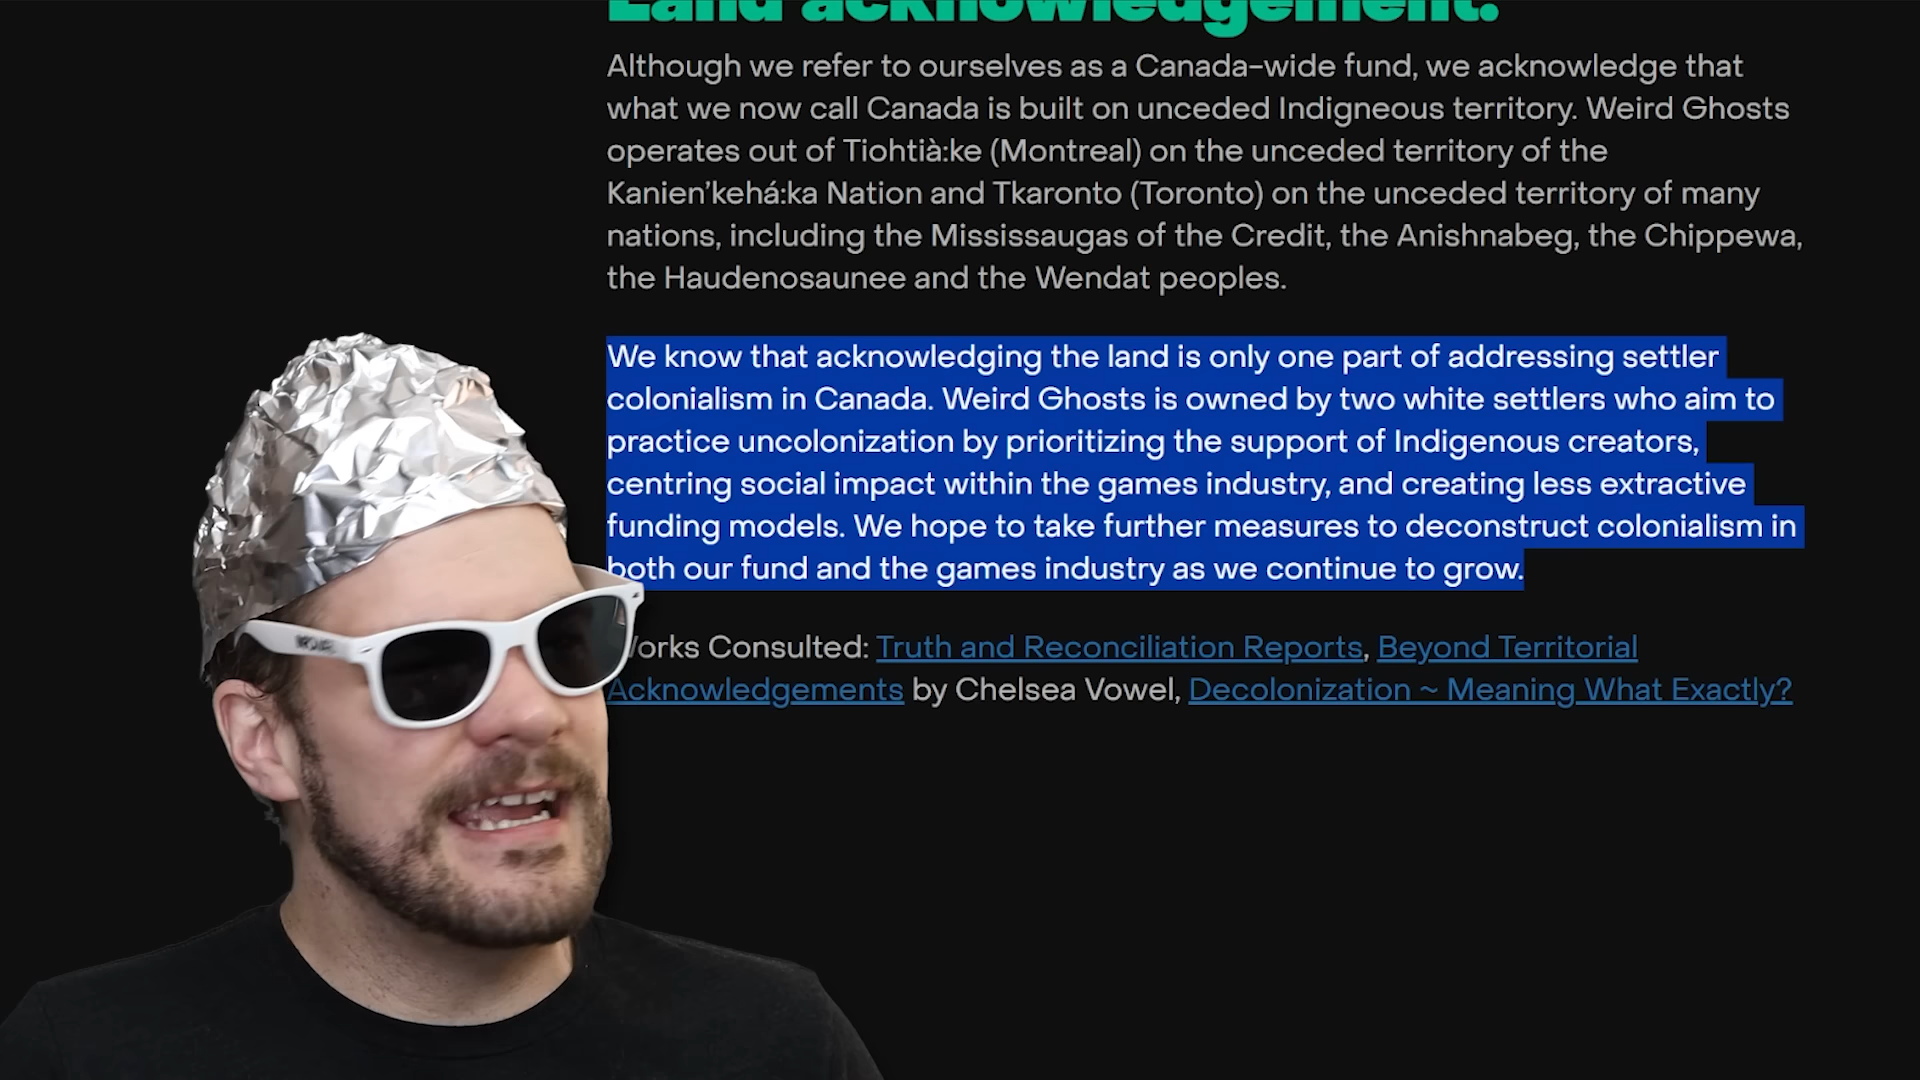 Land acknowledgement.
Although we refer to ourselves as a Canada-wide fund, we acknowledge that
what we now call Canada is built on unceded Indigneous territory. Weird Ghosts
operates out of Tiohtià:ke (Montreal) on the unceded territory of the
Kanien’kehá:ka Nation and Tkaronto (Toronto) on the unceded territory of many
nations, including the Mississaugas of the Credit, the Anishnabeg, the Chippewa,
the Haudenosaunee and the Wendat peoples.
We know that acknowledging the land is only one part of addressing settler
colonialism in Canada. Weird Ghosts is owned by two white settlers who aim to
practice uncolonization by prioritizing the support of Indigenous creators,
centring social impact within the games industry, and creating less extractive
funding models. We hope to take further measures to deconstruct colonialism in
both our fund and the games industry as we continue to grow.
Works Consulted: Truth and Reconciliation Reports, Beyond Territorial
Acknowledgements by Chelsea Vowel, Decolonization ~ Meaning What Exactly?